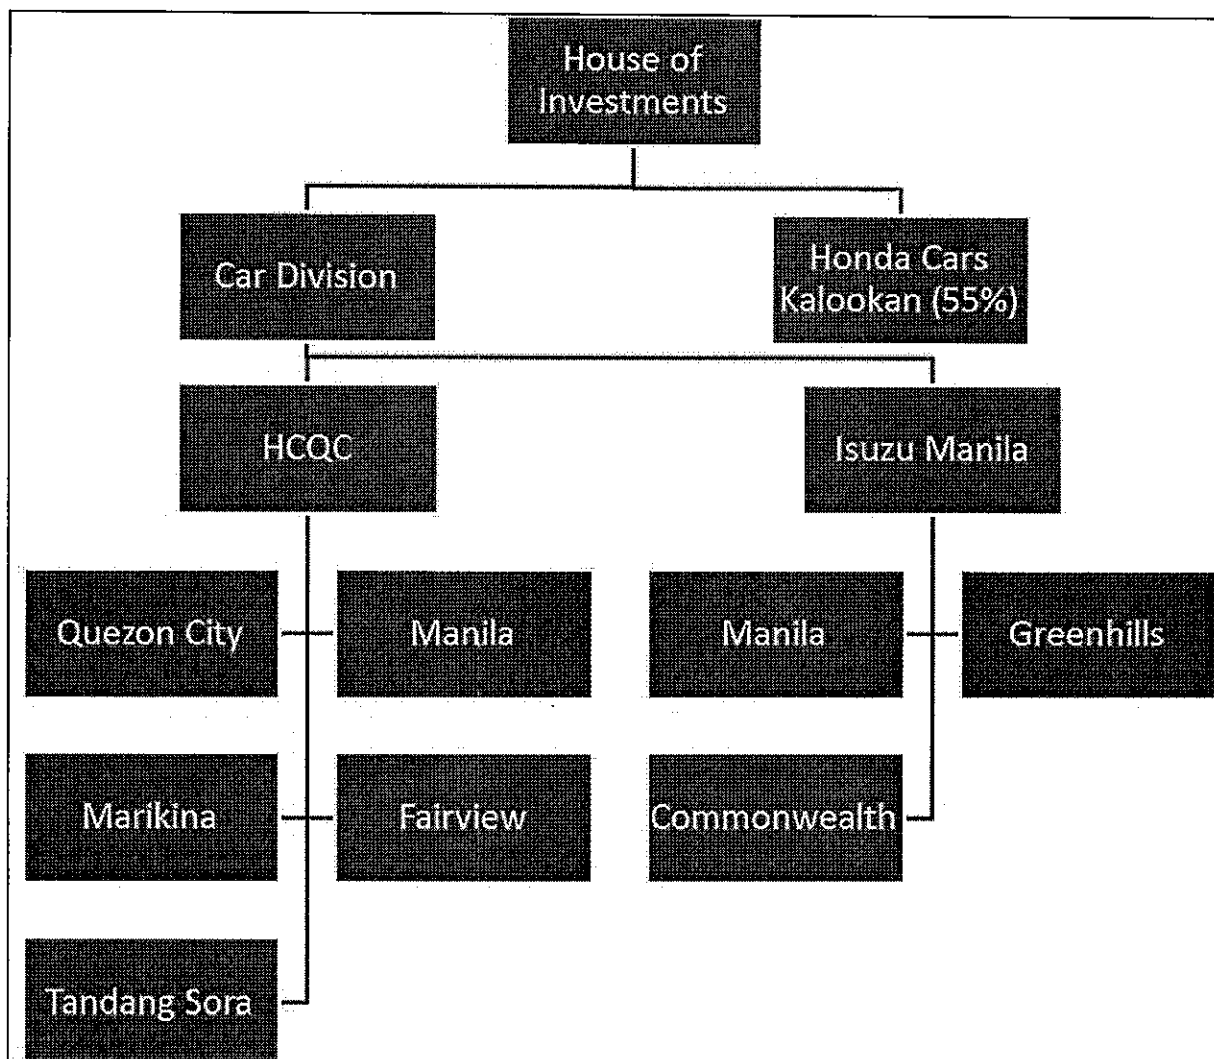 House of
Investments
Car Division
Honda Cars
Kalookan (55%)
HCQC
Isuzu Manila
Quezon City
Manila
Manila
Greenhills
Marikina
Fairview
Commonwealth
Tandang Sora